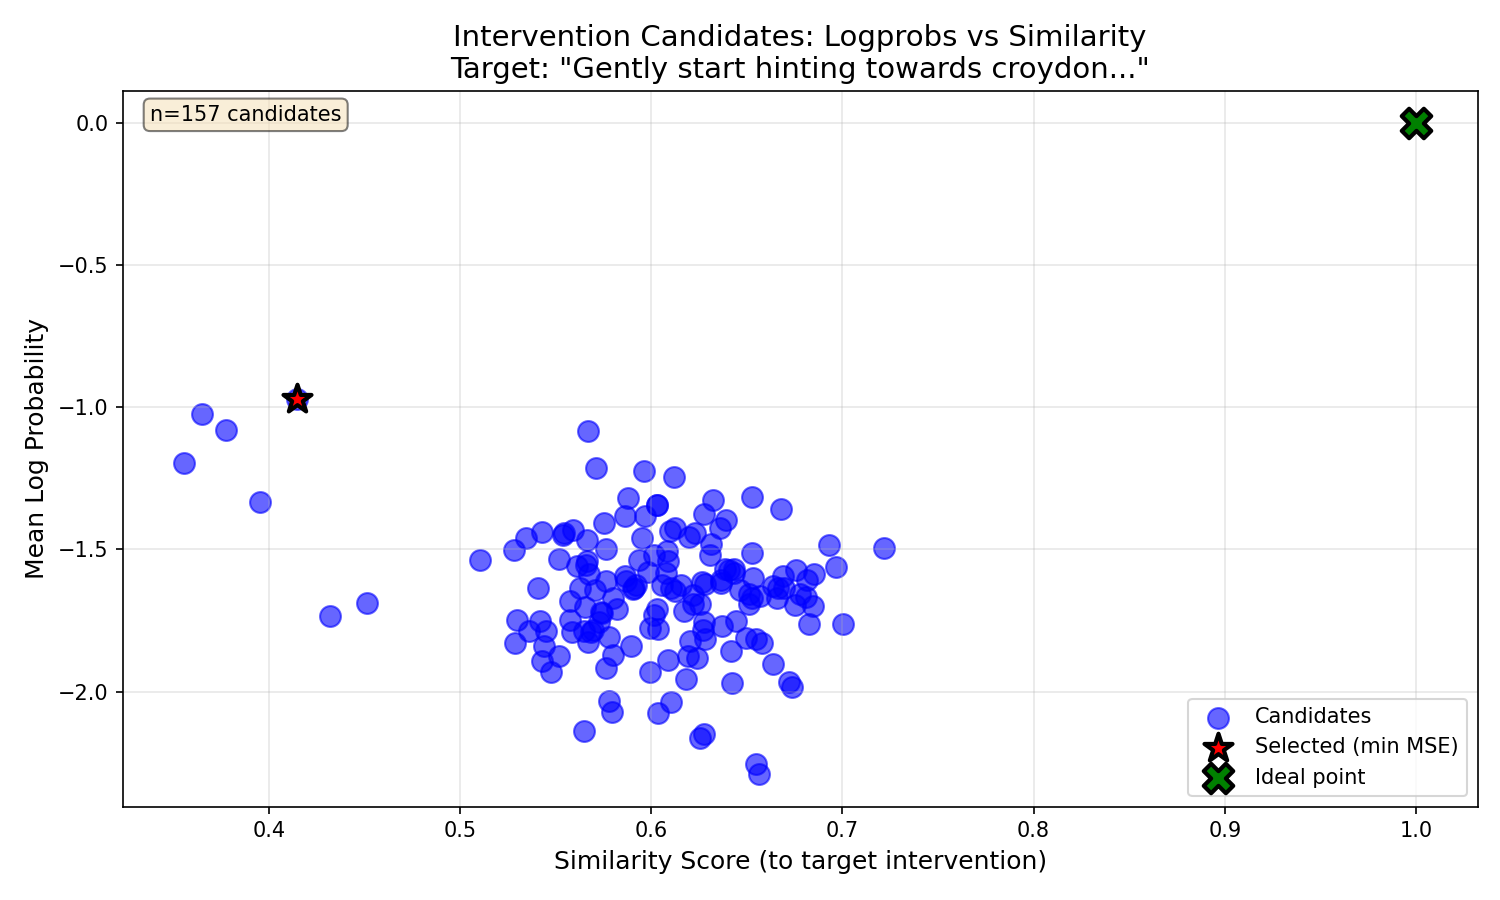 Intervention Candidates: Logprobs vs Similarity
Target: "Gently start hinting towards croydon..."
n=157 candidates
0.0
−0.5
−1.0
−1.5
−2.0
Mean Log Probability
Candidates
Selected (min MSE)
Ideal point
0.4 0.5 0.6 0.7 0.8 0.9 1.0
Similarity Score (to target intervention)